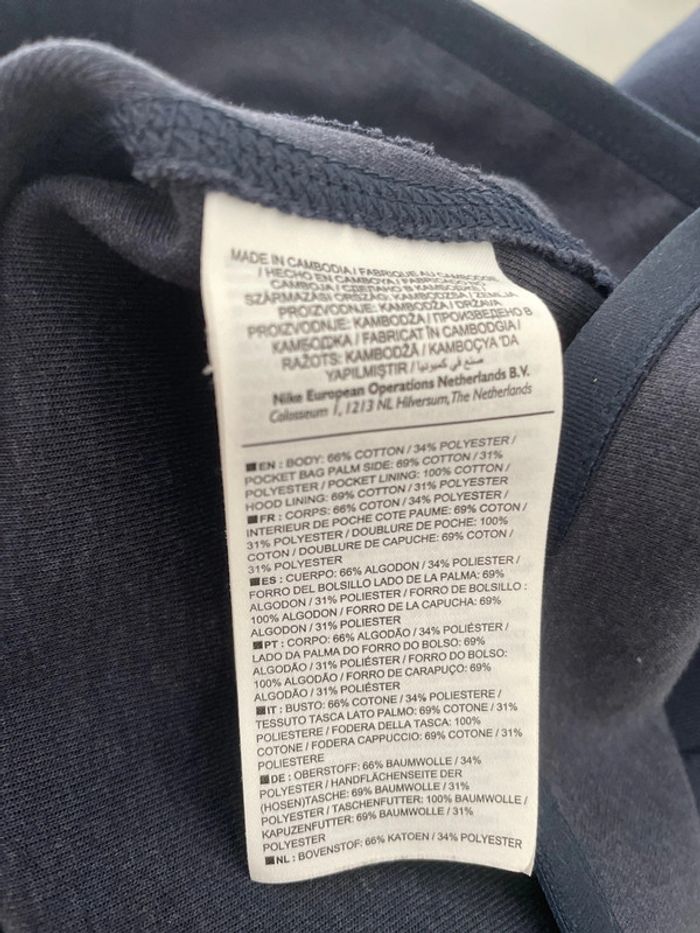 MADE IN CAMBODIA / FABRIQUE AU CAMBODGE
/ HECHO EN CAMBOYA / FABRICADO NO
CAMBOJA / СДЕЛАНО В КАМБОДЖЕ /
SZÁRMAZÁSI ORSZÁG: KAMBODZSA / ZEMLJA
PROIZVODNJE: KAMBODŽA / DRŽAVA
PROIZVODNJE: KAMBODŽA / ПРОИЗВЕДЕНО В
КАМБОДЖА / FABRICAT ÎN CAMBODGIA /
RAŽOTS: KAMBODŽĀ / KAMBOÇYA 'DA
YAPILMIŞTIR / صنع في كمبوديا
Nike European Operations Netherlands B.V.
Colosseum 1, 1213 NL Hilversum, The Netherlands
EN : BODY: 66% COTTON / 34% POLYESTER /
POCKET BAG PALM SIDE: 69% COTTON / 31%
POLYESTER / POCKET LINING: 100% COTTON /
HOOD LINING: 69% COTTON / 31% POLYESTER
FR : CORPS: 66% COTON / 34% POLYESTER /
INTERIEUR DE POCHE COTE PAUME: 69% COTON /
31% POLYESTER / DOUBLURE DE POCHE: 100%
COTON / DOUBLURE DE CAPUCHE: 69% COTON /
31% POLYESTER
ES : CUERPO: 66% ALGODON / 34% POLIESTER /
FORRO DEL BOLSILLO LADO DE LA PALMA: 69%
ALGODON / 31% POLIESTER / FORRO DE BOLSILLO :
100% ALGODON / FORRO DE LA CAPUCHA: 69%
ALGODON / 31% POLIESTER
PT : CORPO: 66% ALGODÃO / 34% POLIÉSTER /
LADO DA PALMA DO FORRO DO BOLSO: 69%
ALGODÃO / 31% POLIÉSTER / FORRO DO BOLSO:
100% ALGODÃO / FORRO DE CARAPUÇO: 69%
ALGODÃO / 31% POLIÉSTER
IT : BUSTO: 66% COTONE / 34% POLIESTERE /
TESSUTO TASCA LATO PALMO: 69% COTONE / 31%
POLIESTERE / FODERA DELLA TASCA: 100%
COTONE / FODERA CAPPUCCIO: 69% COTONE / 31%
POLIESTERE
DE : OBERSTOFF: 66% BAUMWOLLE / 34%
POLYESTER / HANDFLÄCHENSEITE DER
(HOSEN)TASCHE: 69% BAUMWOLLE / 31%
POLYESTER / TASCHENFUTTER: 100% BAUMWOLLE /
KAPUZENFUTTER: 69% BAUMWOLLE / 31%
POLYESTER
NL : BOVENSTOF: 66% KATOEN / 34% POLYESTER